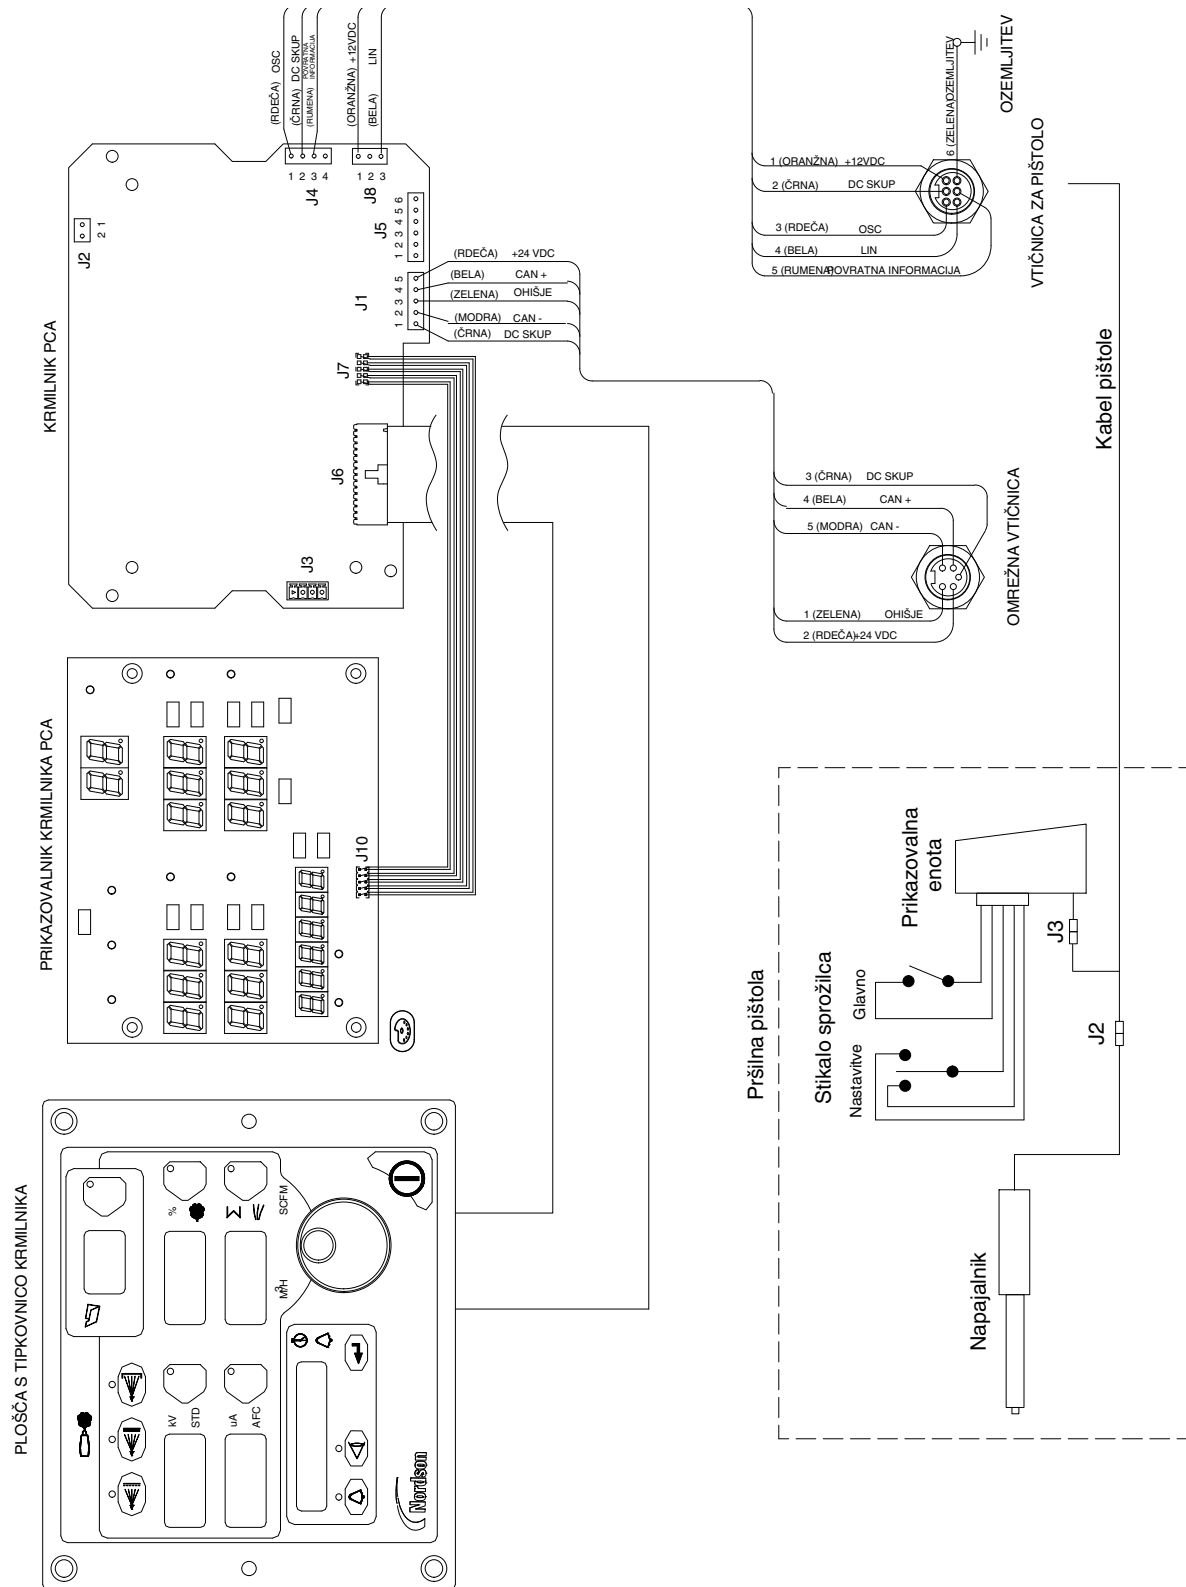 PLOŠČA S TIPKOVNICO KRMILNIKA
kV
STD
uA
AFC
%
SCFM
M3/H
Nordson
PRIKAZOVALNIK KRMILNIKA PCA
J10
KRMILNIK PCA
J2
2 1
J3
J6
J7
J1
1 2 3 4 5
J5
1 2 3 4 5 6
J4
1 2 3 4
J8
1 2 3
(RDEČA) OSC
(ČRNA) DC SKUP
(RUMENA) POVRATNA INFORMACIJA
(ORANŽNA) +12VDC
(BELA) LIN
(RDEČA) +24 VDC
(BELA) CAN +
(ZELENA) OHIŠJE
(MODRA) CAN -
(ČRNA) DC SKUP
1 (ORANŽNA) +12VDC
2 (ČRNA) DC SKUP
3 (RDEČA) OSC
4 (BELA) LIN
5 (RUMENA) POVRATNA INFORMACIJA
6 (ZELENA) OZEMLJITEV
OZEMLJITEV
VTIČNICA ZA PIŠTOLO
3 (ČRNA) DC SKUP
4 (BELA) CAN +
5 (MODRA) CAN -
1 (ZELENA) OHIŠJE
2 (RDEČA) +24 VDC
OMREŽNA VTIČNICA
Kabel pištole
Pršilna pištola
Stikalo sprožilca
Nastavitve
Glavno
Prikazovalna
enota
J3
J2
Napajalnik